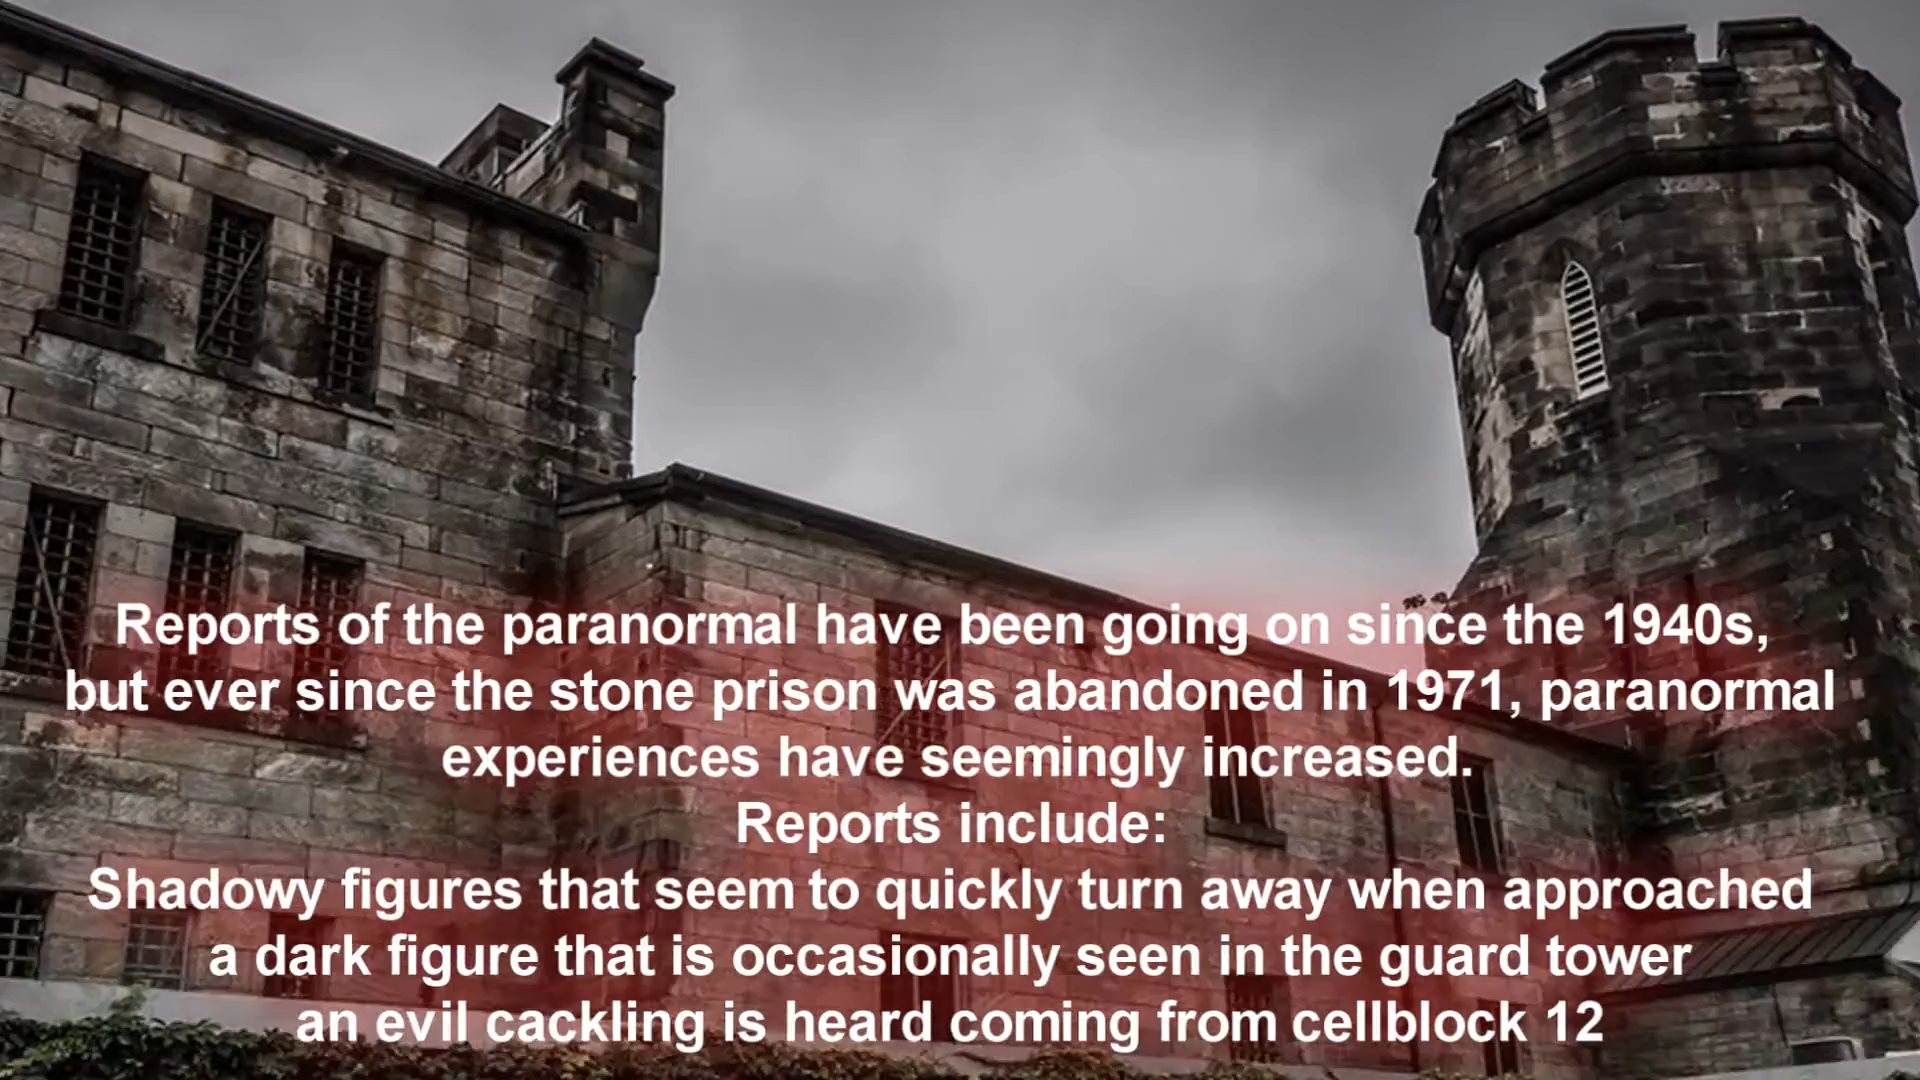 Reports of the paranormal have been going on since the 1940s,
but ever since the stone prison was abandoned in 1971, paranormal
experiences have seemingly increased.
Reports include:
Shadowy figures that seem to quickly turn away when approached
a dark figure that is occasionally seen in the guard tower
an evil cackling is heard coming from cellblock 12